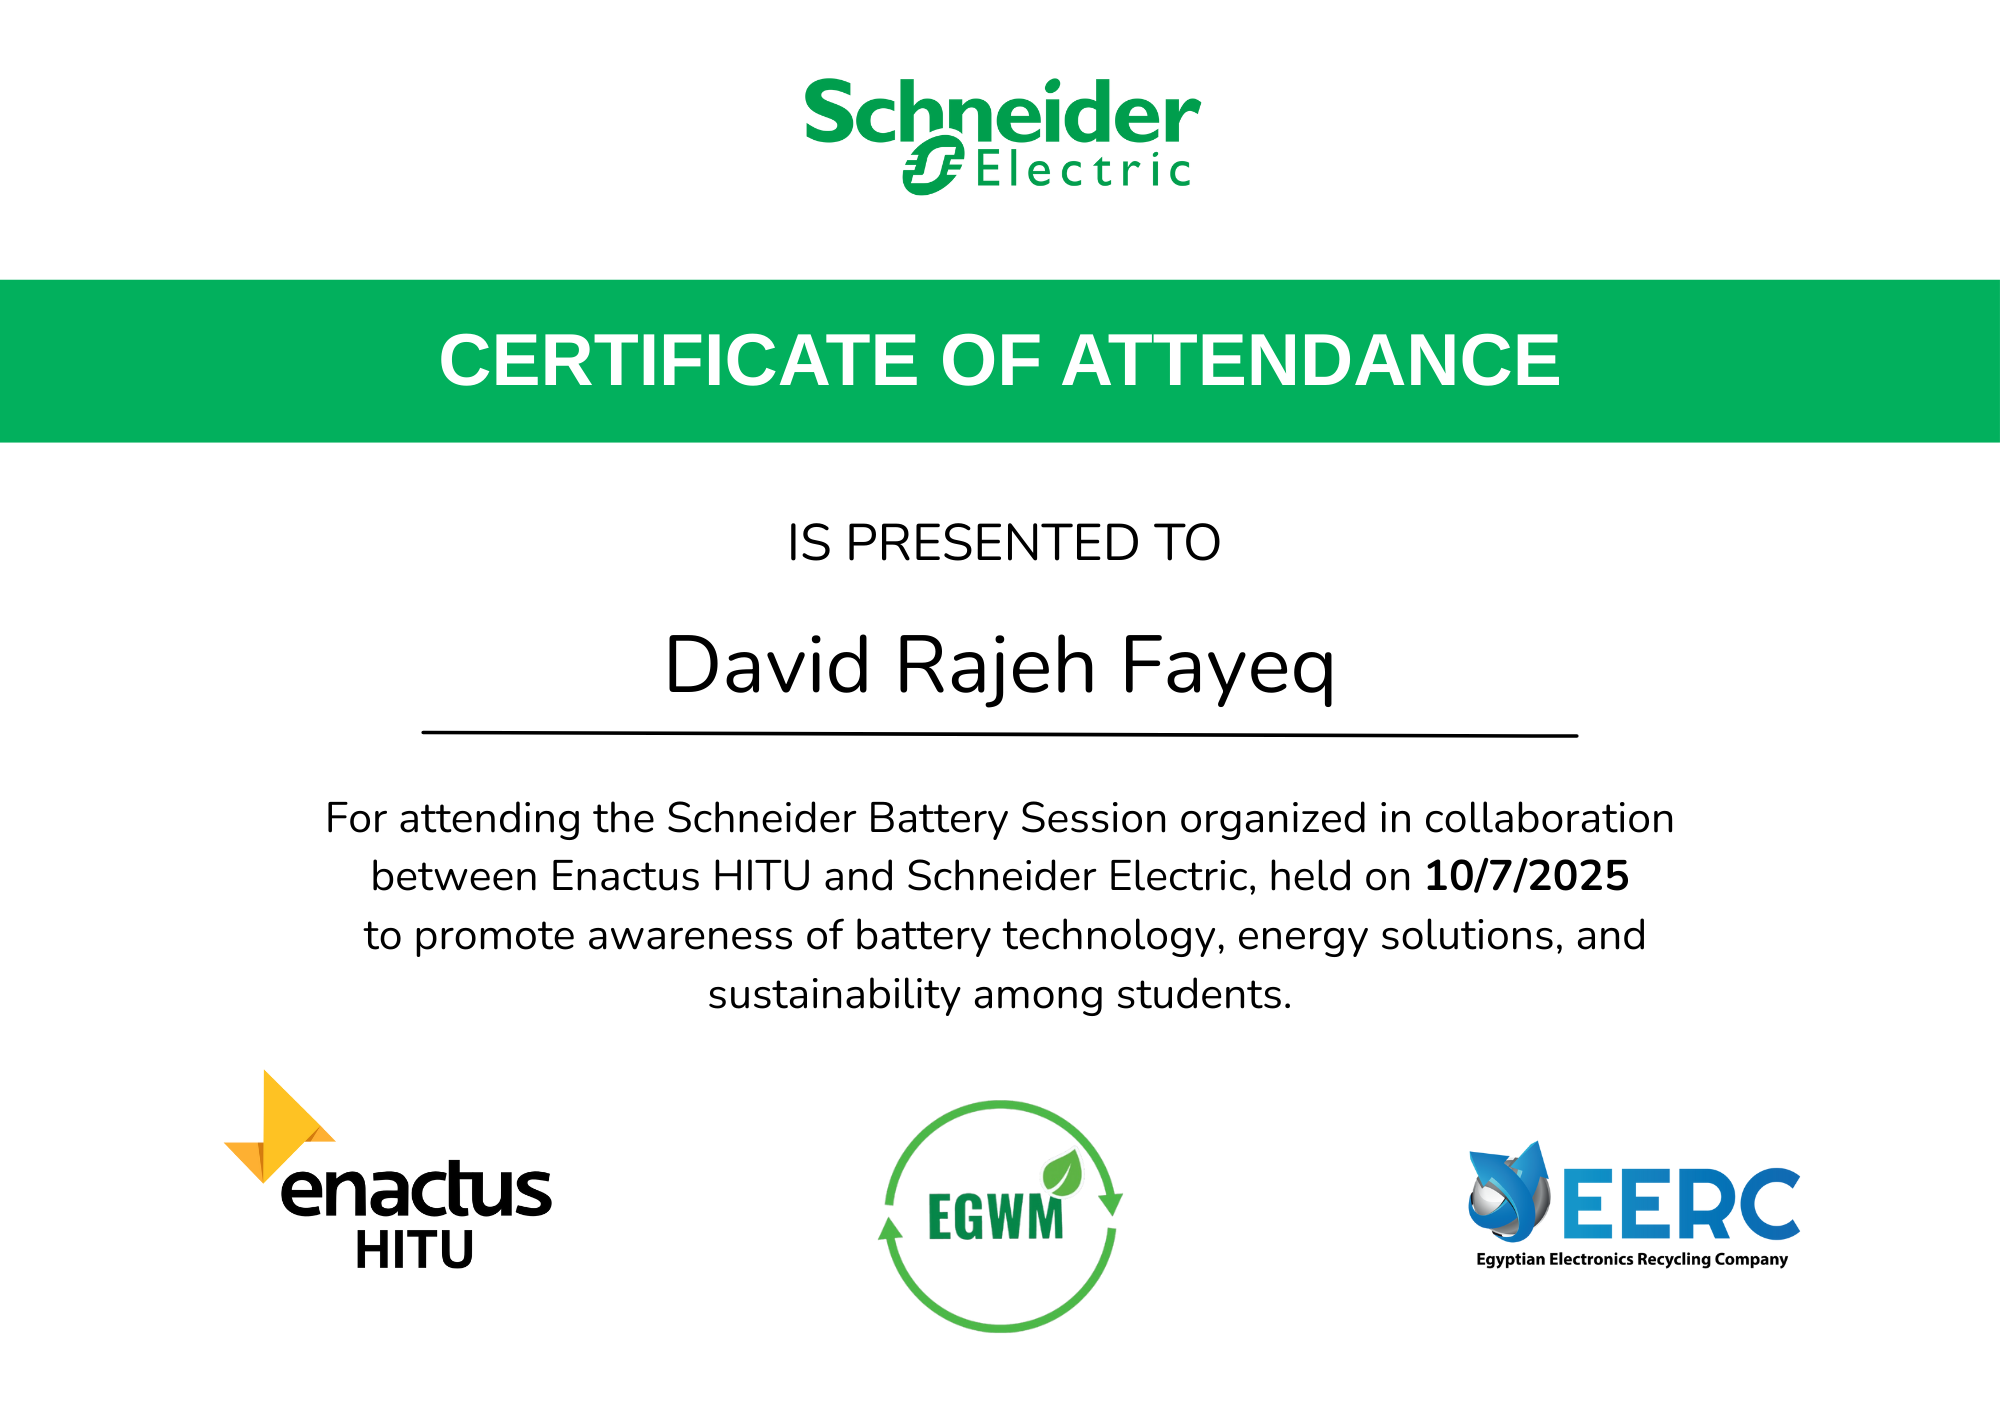 Schneider
Electric
CERTIFICATE OF ATTENDANCE
IS PRESENTED TO
David Rajeh Fayeq
For attending the Schneider Battery Session organized in collaboration
between Enactus HITU and Schneider Electric, held on 10/7/2025
to promote awareness of battery technology, energy solutions, and
sustainability among students.
enactus
HITU
EGWM
EERC
Egyptian Electronics Recycling Company